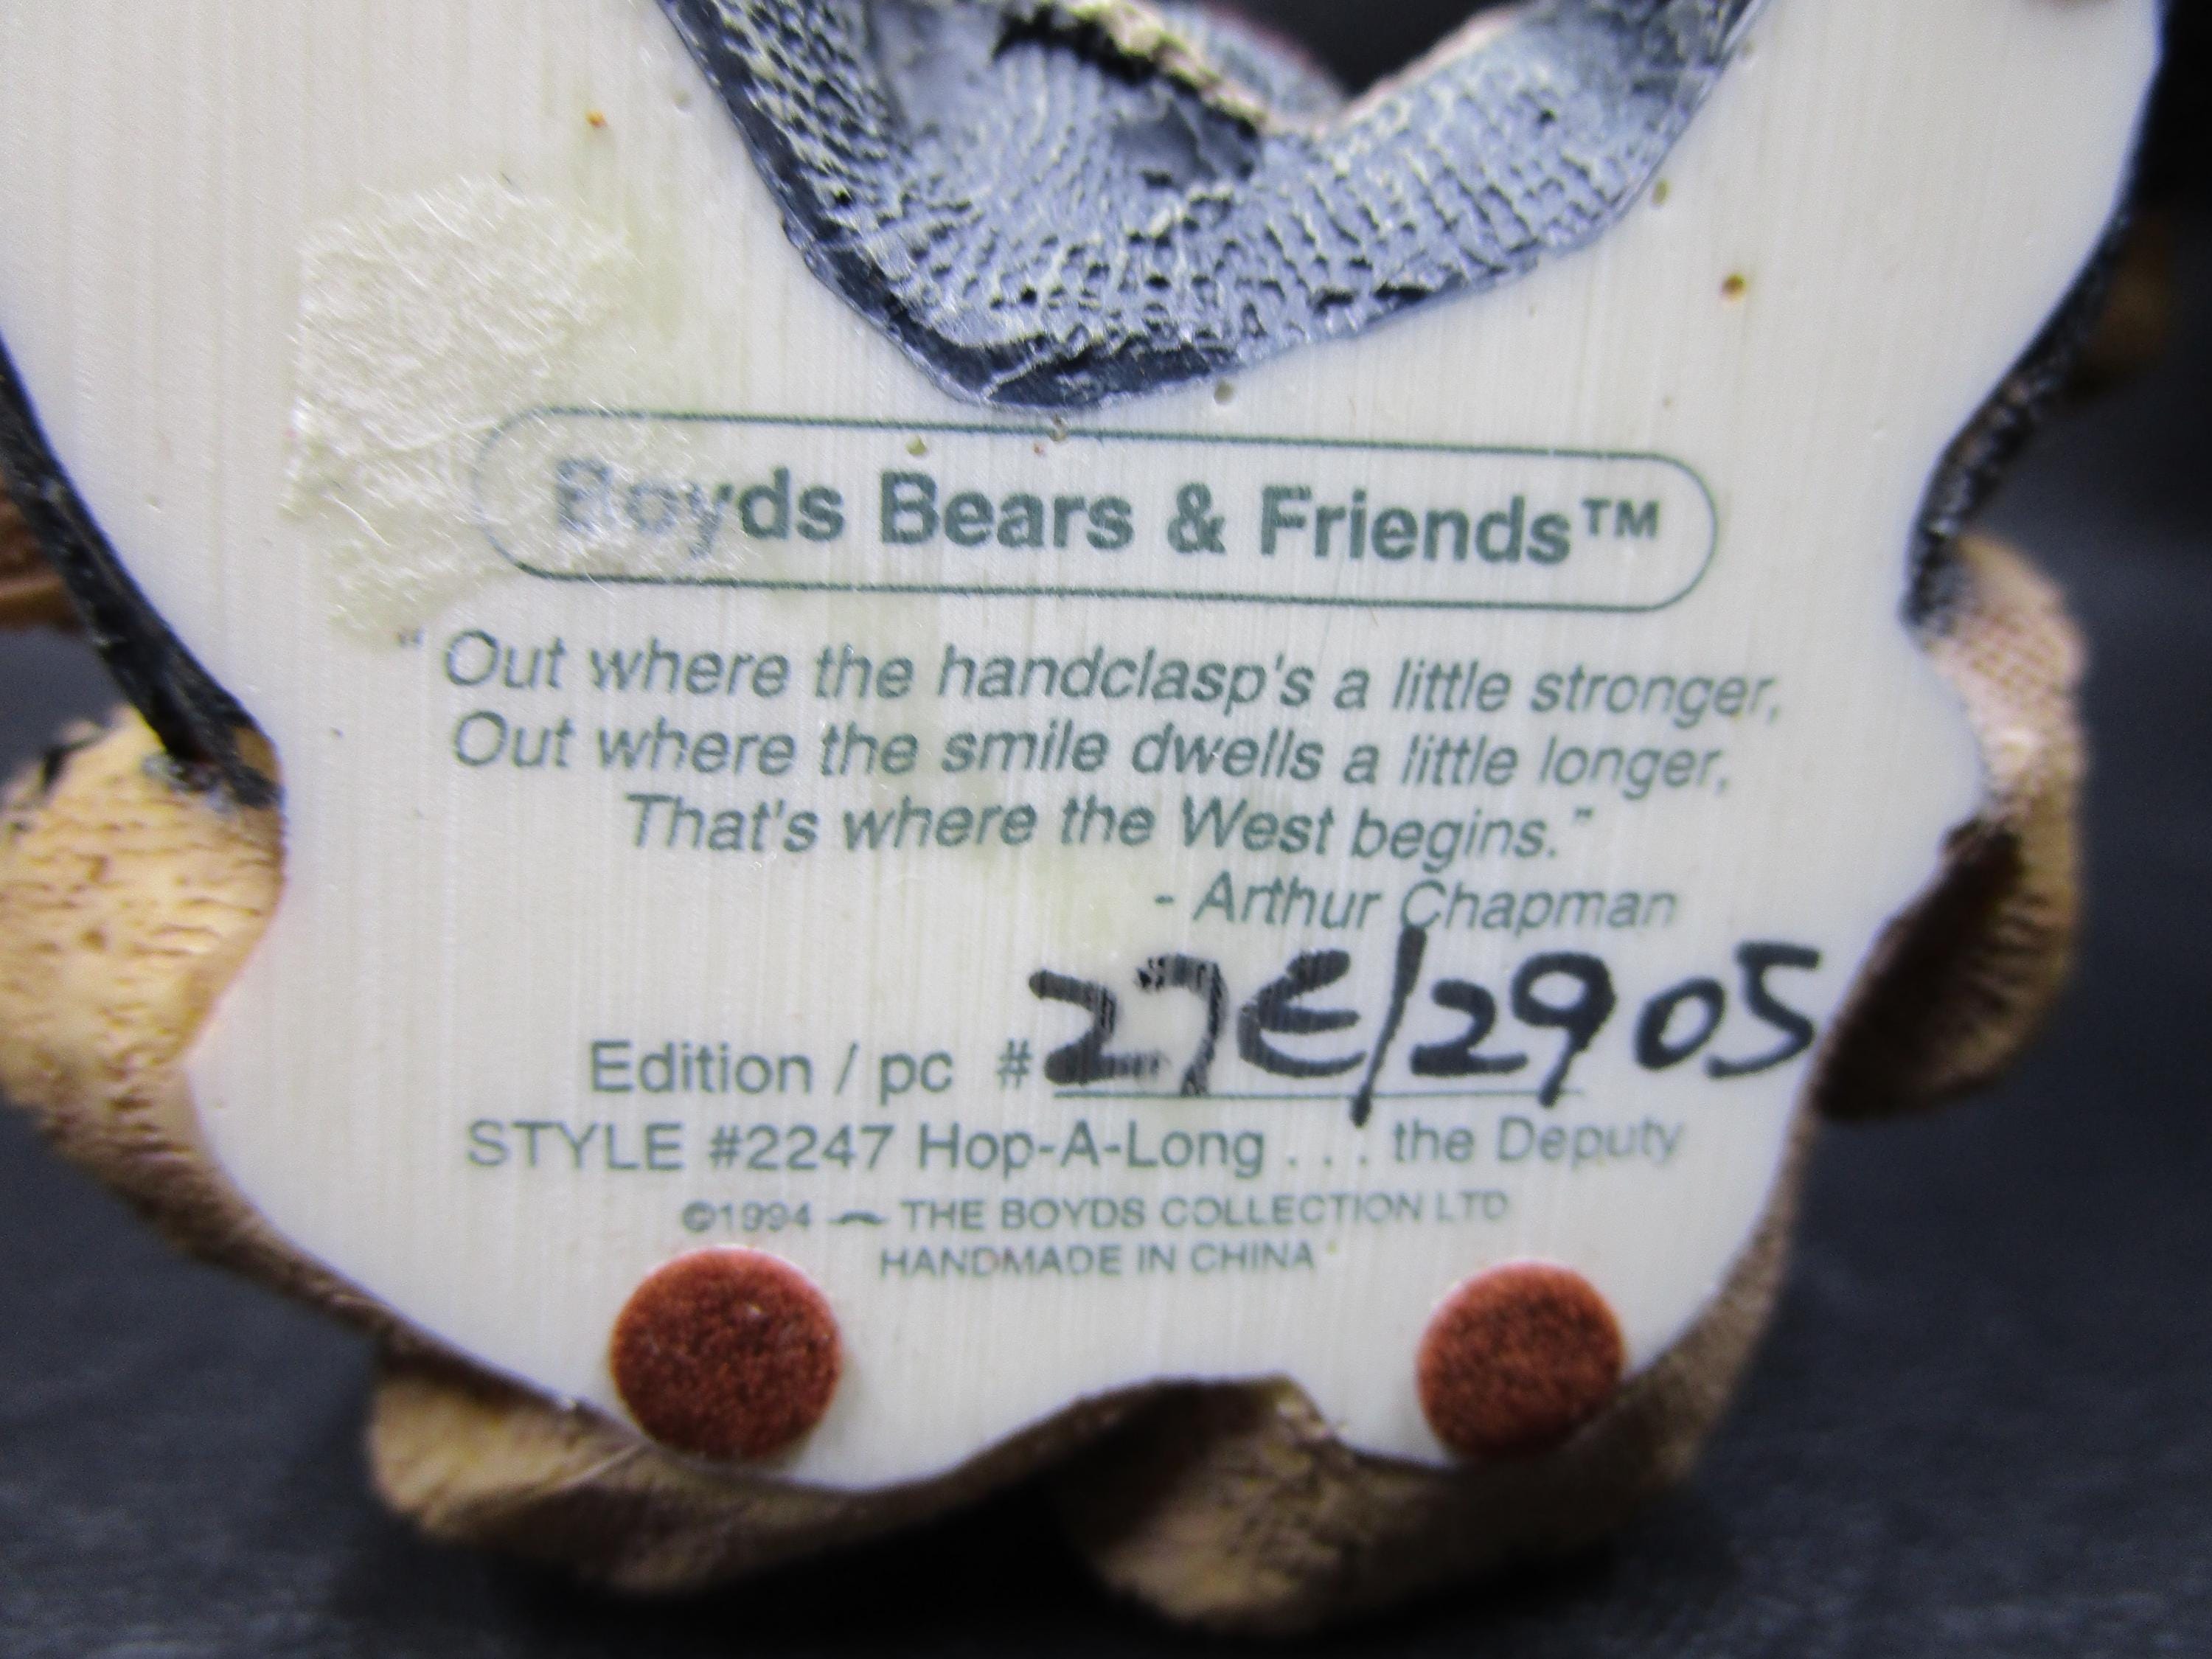 Boyds Bears & Friends™
" Out where the handclasp's a little stronger,
Out where the smile dwells a little longer,
That's where the West begins."
- Arthur Chapman
Edition / pc # 27E/2905
STYLE #2247 Hop-A-Long . . . the Deputy
©1994 — THE BOYDS COLLECTION LTD
HANDMADE IN CHINA